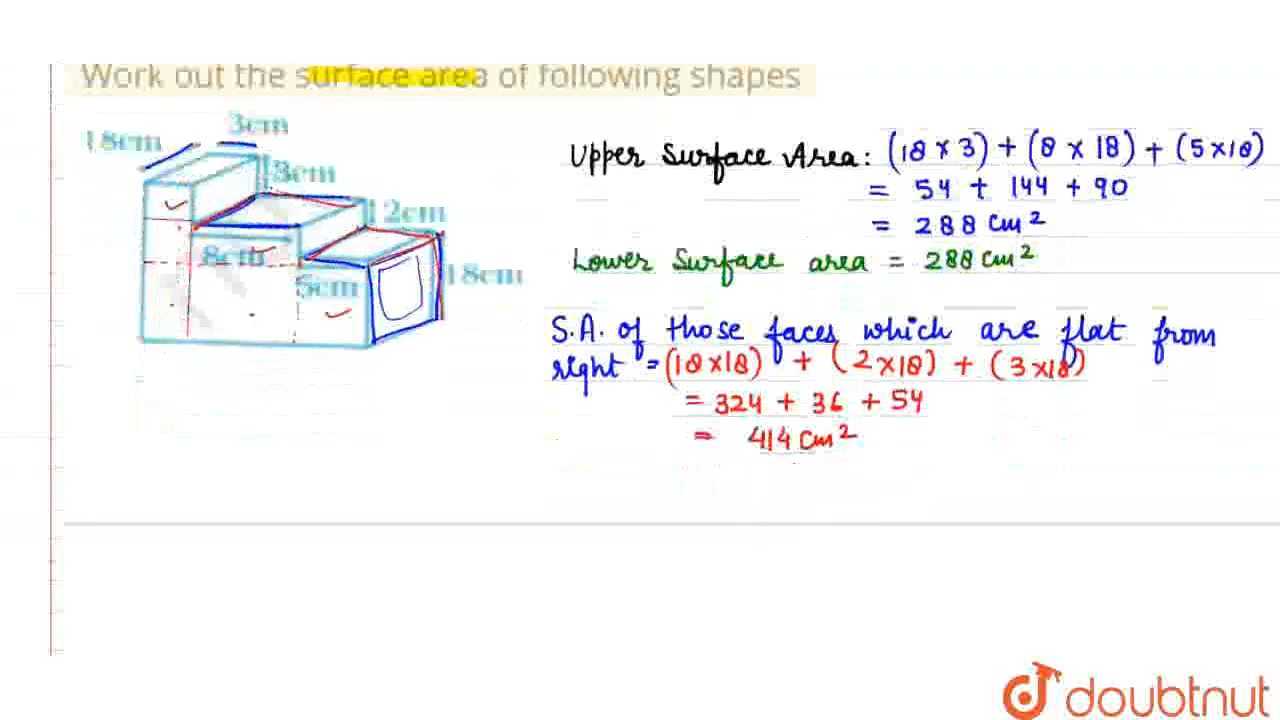 Work out the surface area of following shapes
18cm
3cm
3cm
12cm
8cm
5cm
18cm
Upper Surface Area: (18 × 3) + (8 × 18) + (5×18)
= 54 + 144 + 90
= 288 cm²
Lower Surface area = 288 cm²
S.A. of those faces which are flat from
right = (18×18) + (2×18) + (3×18)
= 324 + 36 + 54
= 414 cm²
doubtnut